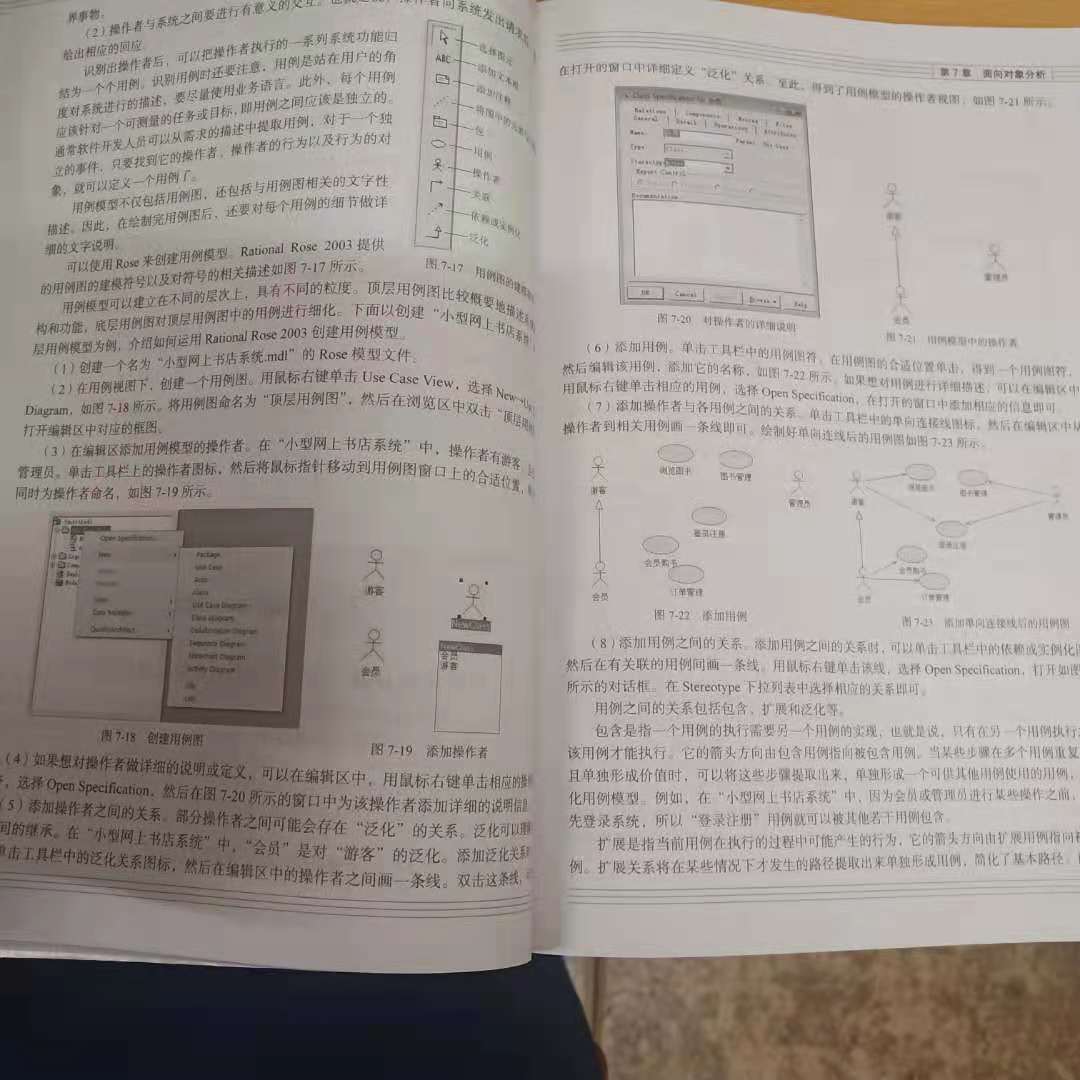 界事物。
（2）操作者与系统之间要进行有意义的交互。
给出相应的回应。
识别出操作者后，可以把操作者执行的一系列系统功能归
结为一个个用例。识别用例时还要注意，用例是站在用户的角
度对系统进行的描述，要尽量使用业务语言。此外、每个用例
应该针对一个可测量的任务或目标，即用例之间应该是独立的。
通常软件开发人员可以从需求的描述中提取用例，对于一个独
立的事件，只要找到它的操作者、操作者的行为以及行为的对
象，就可以定义一个用例了。
用例模型不仅包括用例图，还包括与用例图相关的文字性
描述。因此，在绘制完用例图后、还要对每个用例的细节做详
细的文字说明。
可以使用 Rose 来创建用例模型。Rational Rose 2003 提供
的用例图的建模符号以及对符号的相关描述如图 7-17 所示。
ABC
选择图元
添加文本框
添加注释
包
用例
操作者
关联
依赖或实例化
泛化
图 7-17 用例图的建模
用例模型可以建立在不同的层次上，具有不同的粒度。顶层用例图比较概要地描述系统
构和功能，底层用例图对顶层用例图中的用例进行细化。下面以创建“小型网上书店系统
层用例模型为例，介绍如何运用 Rational Rose 2003 创建用例模型。
（1）创建一个名为“小型网上书店系统.mdl”的 Rose 模型文件。
（2）在用例视图下，创建一个用例图。用鼠标右键单击 Use Case View，选择 New→Use
Diagram，如图 7-18 所示。将用例图命名为“顶层用例图”，然后在浏览区中双击“顶层用例
打开编辑区中对应的框图。
（3）在编辑区添加用例模型的操作者。在“小型网上书店系统”中，操作者有游客、
管理员。单击工具栏上的操作者图标，然后将鼠标指针移动到用例图窗口上的合适位置，
同时为操作者命名，如图 7-19 所示。
Open Specification...
New
Package
Use Case
Actor
Class
Use Case Diagram
Class Diagram
Collaboration Diagram
Sequence Diagram
Statechart Diagram
Activity Diagram
File
URL
Data Modeler
图 7-18 创建用例图
游客
会员
NewClass
会员
游客
图 7-19 添加操作者
（4）如果想对操作者做详细的说明或定义，可以在编辑区中，用鼠标右键单击相应的操作
，选择 Open Specification，然后在图 7-20 所示的窗口中为该操作者添加详细的说明信息
（5）添加操作者之间的关系。部分操作者之间可能会存在“泛化”的关系。泛化可以理解
间的继承。在“小型网上书店系统”中，“会员”是对“游客”的泛化。添加泛化关系
单击工具栏中的泛化关系图标，然后在编辑区中的操作者之间画一条线。双击这条线，
第 7 章 面向对象分析
在打开的窗口中详细定义“泛化”关系。至此，得到了用例模型的操作者视图，如图 7-21 所示。
Class Specification for
Relations
Components
Nested
Files
General
Detail
Operations
Attributes
Name:
Parent: Use Case
Type:
Class
Stereotype:
Export Control
Documentation:
OK
Cancel
Browse
Help
图 7-20 对操作者的详细说明
游客
会员
管理员
图 7-21 用例模型中的操作者
（6）添加用例。单击工具栏中的用例图符，在用例图的合适位置单击，得到一个用例图符，
然后编辑该用例，添加它的名称，如图 7-22 所示。如果想对用例进行详细描述，可以在编辑区中
用鼠标右键单击相应的用例，选择 Open Specification，在打开的窗口中添加相应的信息即可。
（7）添加操作者与各用例之间的关系。单击工具栏中的单向连接线图标，然后在编辑区中从
操作者到相关用例画一条线即可。绘制好单向连线后的用例图如图 7-23 所示。
游客
浏览图书
图书管理
管理员
登录注册
会员购书
订单管理
会员
图 7-22 添加用例
游客
浏览图书
图书管理
管理员
登录注册
会员购书
订单管理
会员
图 7-23 添加单向连接线后的用例图
（8）添加用例之间的关系。添加用例之间的关系时，可以单击工具栏中的依赖或实例化
然后在有关联的用例间画一条线。用鼠标右键单击该线，选择 Open Specification，打开如图
所示的对话框。在 Stereotype 下拉列表中选择相应的关系即可。
用例之间的关系包括包含、扩展和泛化等。
包含是指一个用例的执行需要另一个用例的实现，也就是说，只有在另一个用例执行
该用例才能执行。它的箭头方向由包含用例指向被包含用例。当某些步骤在多个用例重复
且单独形成价值时，可以将这些步骤提取出来，单独形成一个可供其他用例使用的用例，
化用例模型。例如，在“小型网上书店系统”中，因为会员或管理员进行某些操作之前，
先登录系统，所以“登录注册”用例就可以被其他若干用例包含。
扩展是指当前用例在执行的过程中可能产生的行为，它的箭头方向由扩展用例指向
例。扩展关系将在某些情况下才发生的路径提取出来单独形成用例，简化了基本路径。